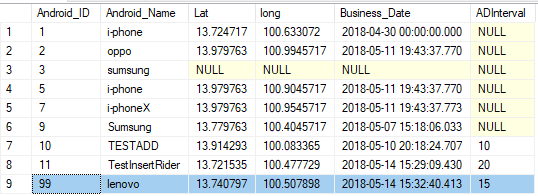 Android_ID Android_Name Lat long Business_Date ADInterval
1 1 i-phone 13.724717 100.633072 2018-04-30 00:00:00.000 NULL
2 2 oppo 13.979763 100.9945717 2018-05-11 19:43:37.770 NULL
3 3 sumsung NULL NULL NULL NULL
4 5 i-phone 13.979763 100.9045717 2018-05-11 19:43:37.770 NULL
5 7 i-phoneX 13.979763 100.9545717 2018-05-11 19:43:37.773 NULL
6 9 Sumsung 13.779763 100.4045717 2018-05-07 15:18:06.033 NULL
7 10 TESTADD 13.914293 100.083365 2018-05-10 20:18:24.707 10
8 11 TestInsertRider 13.721535 100.477729 2018-05-14 15:29:09.430 20
9 99 lenovo 13.740797 100.507898 2018-05-14 15:32:40.413 15